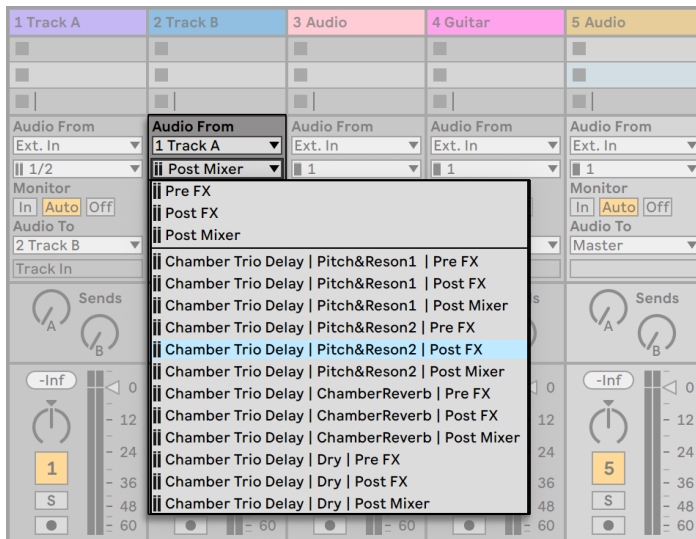 1 Track A
2 Track B
3 Audio
4 Guitar
5 Audio
Audio From
Audio From
Audio From
Audio From
Audio From
Ext. In
1 Track A
Ext. In
Ext. In
Ext. In
1/2
Post Mixer
1
1
1
Monitor
In Auto Off
Audio To
2 Track B
Track In
Pre FX
Post FX
Post Mixer
Chamber Trio Delay | Pitch&Reson1 | Pre FX
Chamber Trio Delay | Pitch&Reson1 | Post FX
Chamber Trio Delay | Pitch&Reson1 | Post Mixer
Chamber Trio Delay | Pitch&Reson2 | Pre FX
Chamber Trio Delay | Pitch&Reson2 | Post FX
Chamber Trio Delay | Pitch&Reson2 | Post Mixer
Chamber Trio Delay | ChamberReverb | Pre FX
Chamber Trio Delay | ChamberReverb | Post FX
Chamber Trio Delay | ChamberReverb | Post Mixer
Chamber Trio Delay | Dry | Pre FX
Chamber Trio Delay | Dry | Post FX
Chamber Trio Delay | Dry | Post Mixer
Monitor
In Auto Off
Audio To
Master
Sends
A
B
-Inf
0
12
24
36
48
60
1
S
60
60
s
0
12
24
36
48
60
Sends
A
B
-Inf
0
12
24
36
48
60
5
S